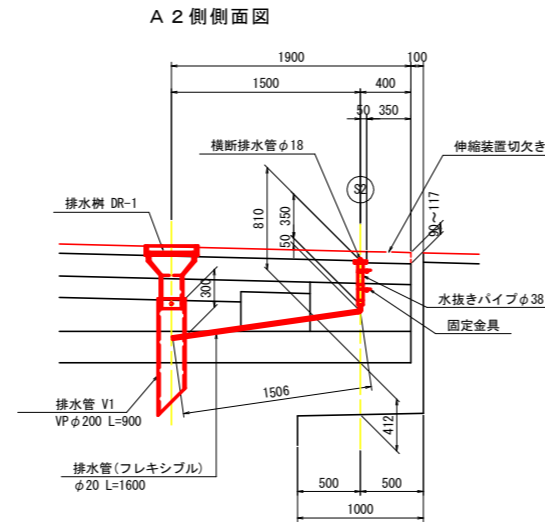 A2側側面図
1900
100
1500
400
50
350
横断排水管φ18
伸縮装置切欠き
S2
排水桝 DR-1
810
350
50
90～117
300
水抜きパイプφ38
固定金具
1506
排水管 V1
VPφ200 L=900
412
排水管(フレキシブル)
φ20 L=1600
500
500
1000